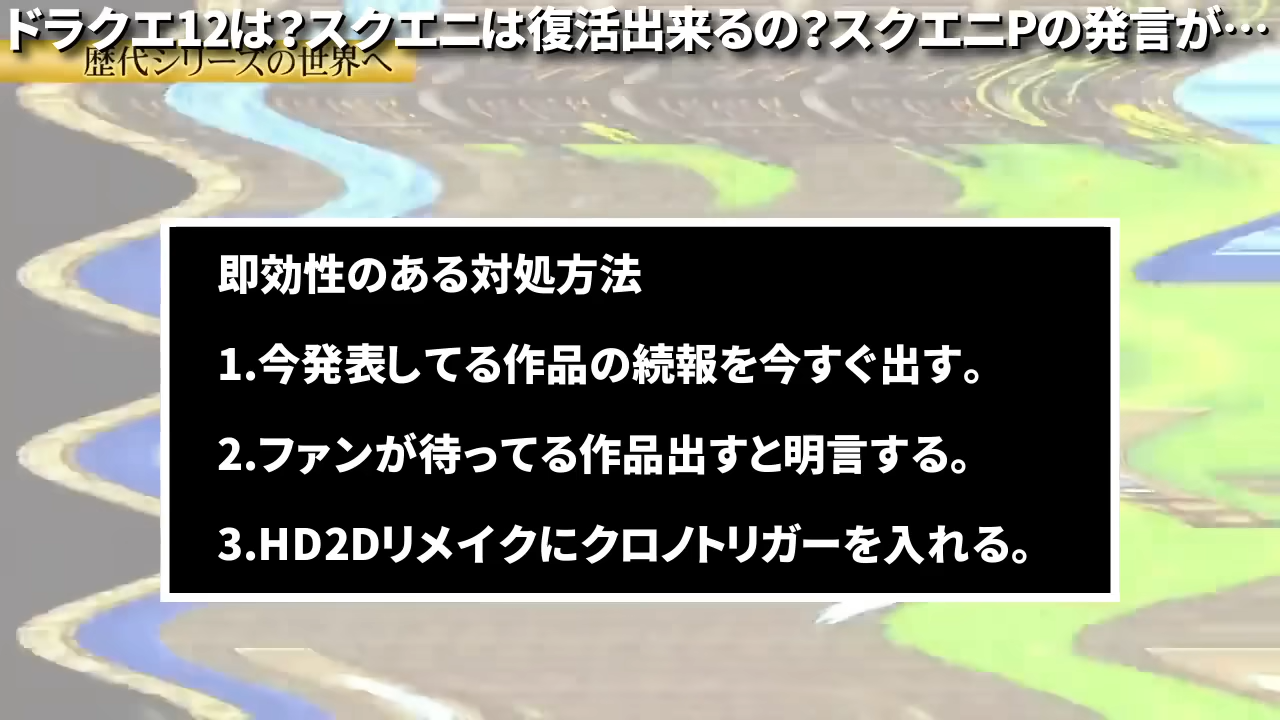 ドラクエ12は？スクエニは復活出来るの？スクエニPの発言が…
歴代シリーズの世界へ
即効性のある対処方法
1.今発表してる作品の続報を今すぐ出す。
2.ファンが待ってる作品出すと明言する。
3.HD2Dリメイクにクロノトリガーを入れる。